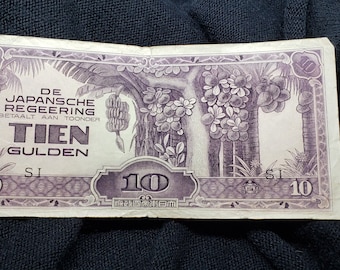 DE
JAPANSCHE
REGEERING
BETAALT AAN TOONDER
TIEN
GULDEN
SI SI
10 10